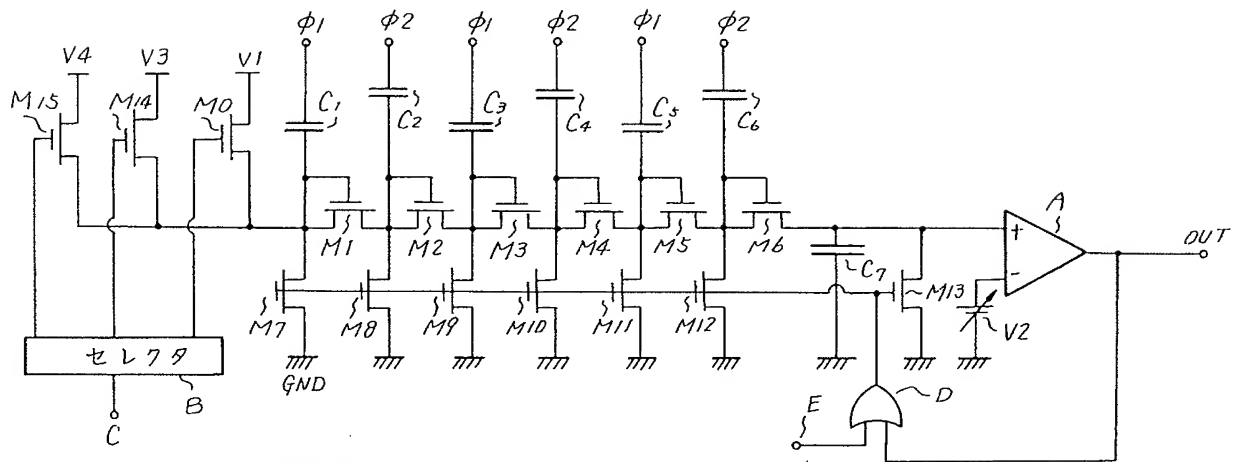 φ1 φ2 φ1 φ2 φ1 φ2
V4 V3 V1
M15 M14 M0 C1 C2 C3 C4 C5 C6
M1 M2 M3 M4 M5 M6 A
+ OUT
C7 -
M7 M8 M9 M10 M11 M12 M13 V2
セレクタ
GND
B D
C E